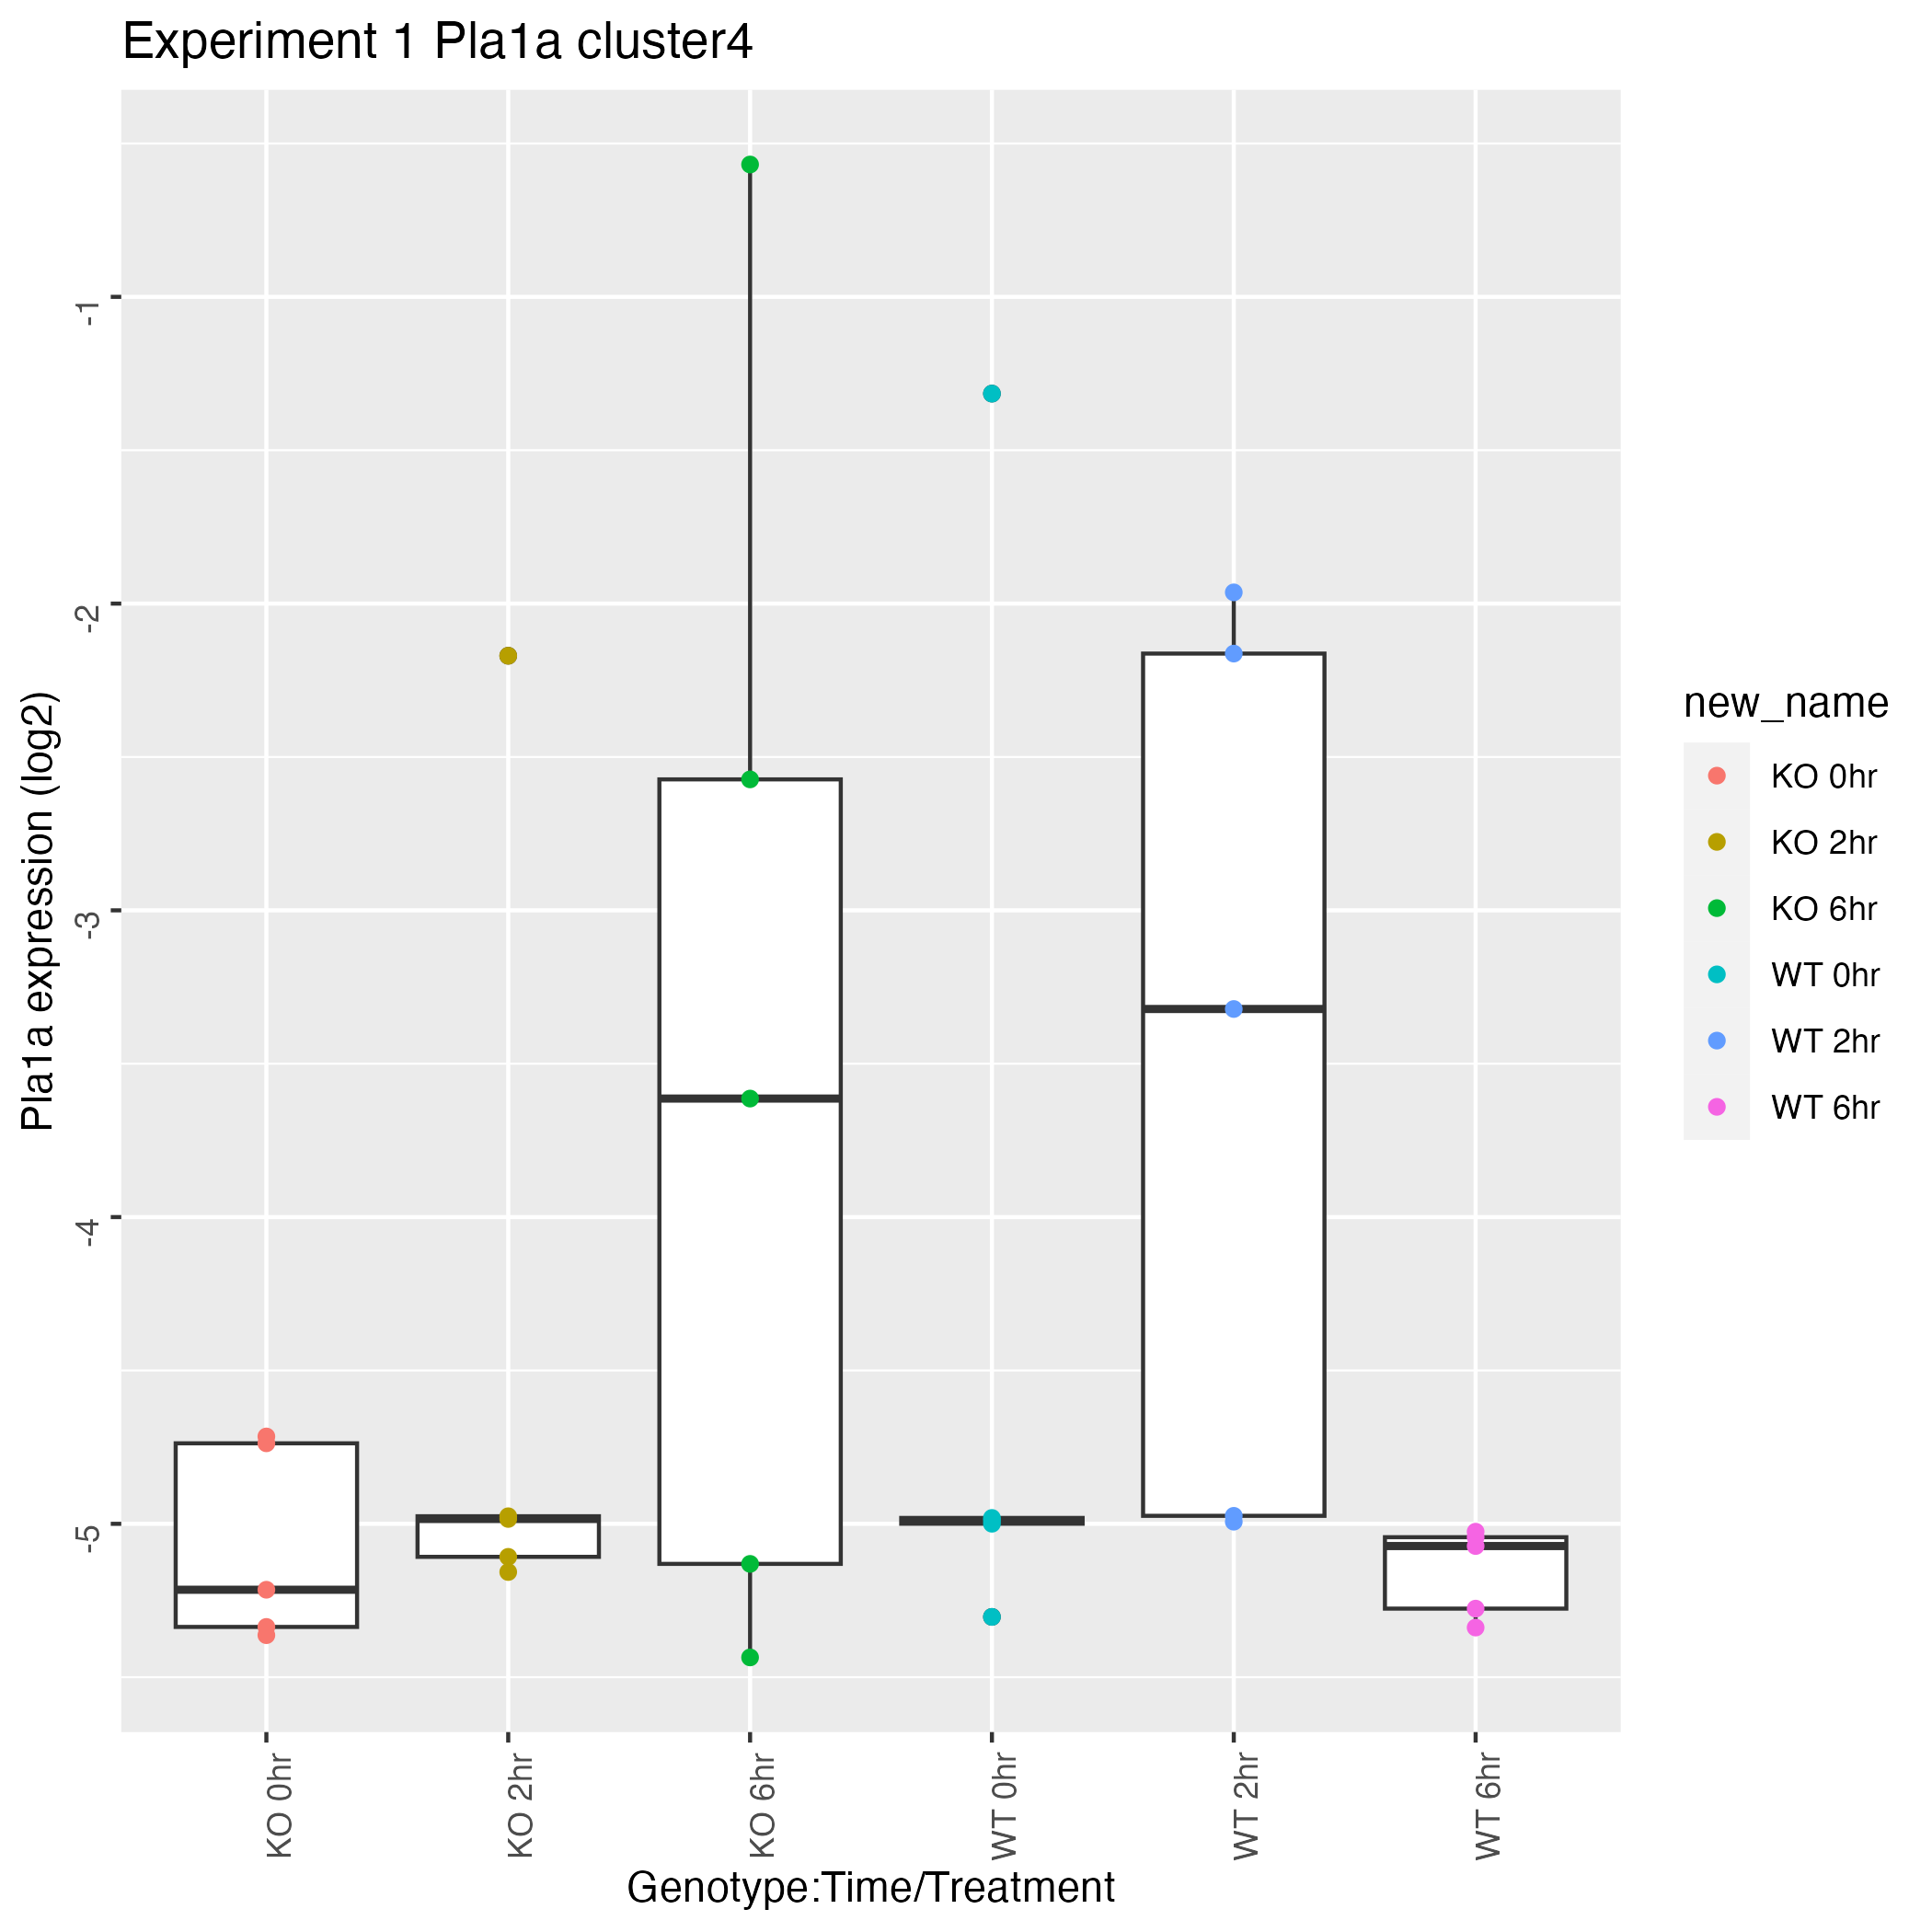 Experiment 1 Pla1a cluster4
Pla1a expression (log2)
-1
-2
-3
-4
-5
KO 0hr
KO 2hr
KO 6hr
WT 0hr
WT 2hr
WT 6hr
Genotype:Time/Treatment
new_name
KO 0hr
KO 2hr
KO 6hr
WT 0hr
WT 2hr
WT 6hr